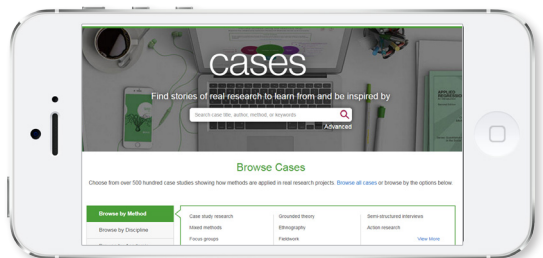 cases
Find stories of real research to learn from and be inspired by
Search case title, author, method, or keywords
Advanced
APPLIED
REGRESSION
Browse Cases
Choose from over 500 hundred case studies showing how methods are applied in real research projects. Browse all cases or browse by the options below.
Browse by Method
Browse by Discipline
Case study research
Grounded theory
Semi-structured interviews
Mixed methods
Ethnography
Action research
Focus groups
Fieldwork
View More